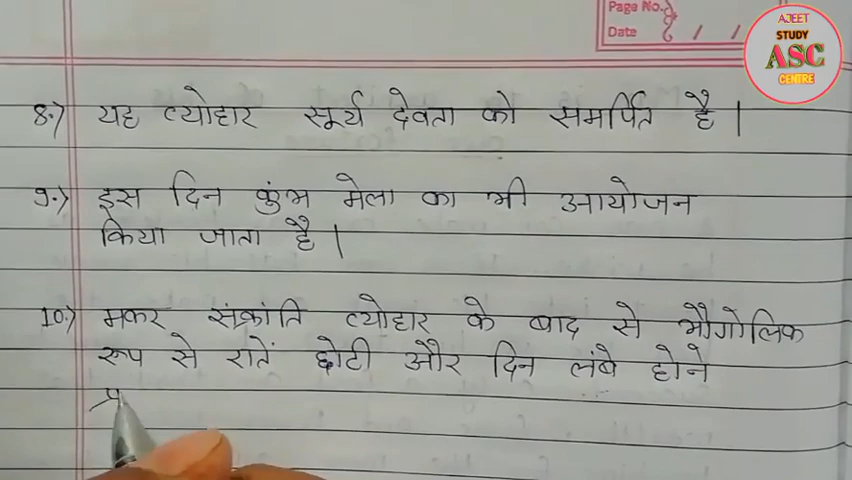 Page No.
Date / /
AJEET
STUDY
ASC
CENTRE
8.) यह त्योहार सूर्य देवता को समर्पित है |
9.) इस दिन कुंभ मेला का भी आयोजन
किया जाता है |
10.) मकर संक्रांति त्योहार के बाद से भौगोलिक
रूप से रातें छोटी और दिन लंबे होने